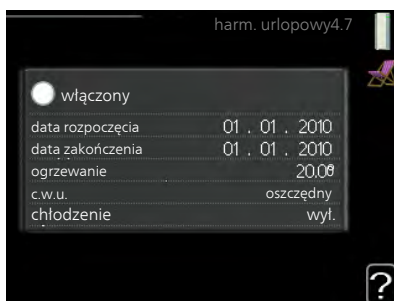 harm. urlopowy4.7
włączony
data rozpoczęcia 01 . 01 . 2010
data zakończenia 01 . 01 . 2010
ogrzewanie 20,0°
c.w.u. oszczędny
chłodzenie wył.
?